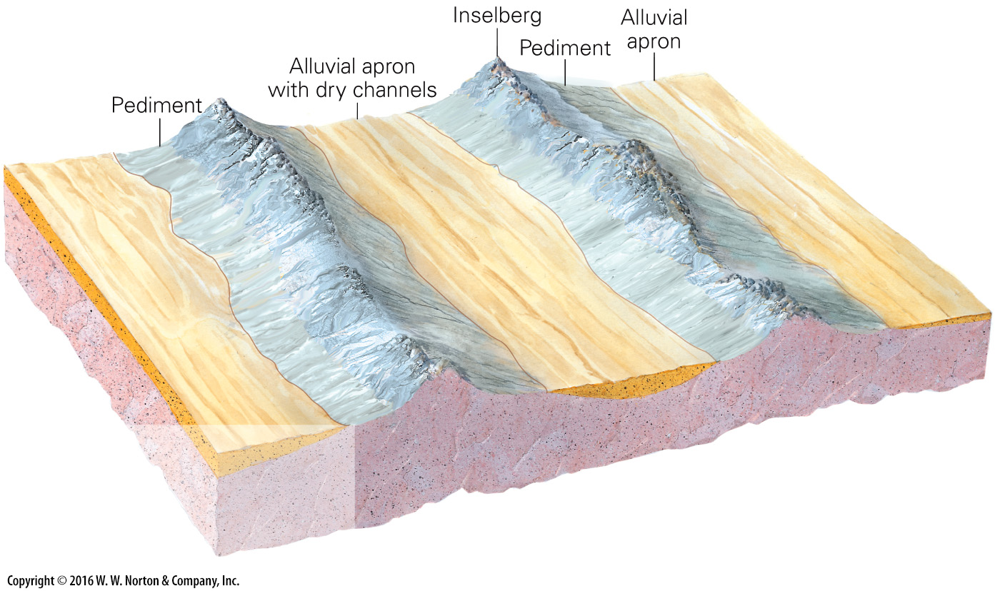 Inselberg
Alluvial
apron
Pediment
Alluvial apron
with dry channels
Pediment
Copyright © 2016 W. W. Norton & Company, Inc.